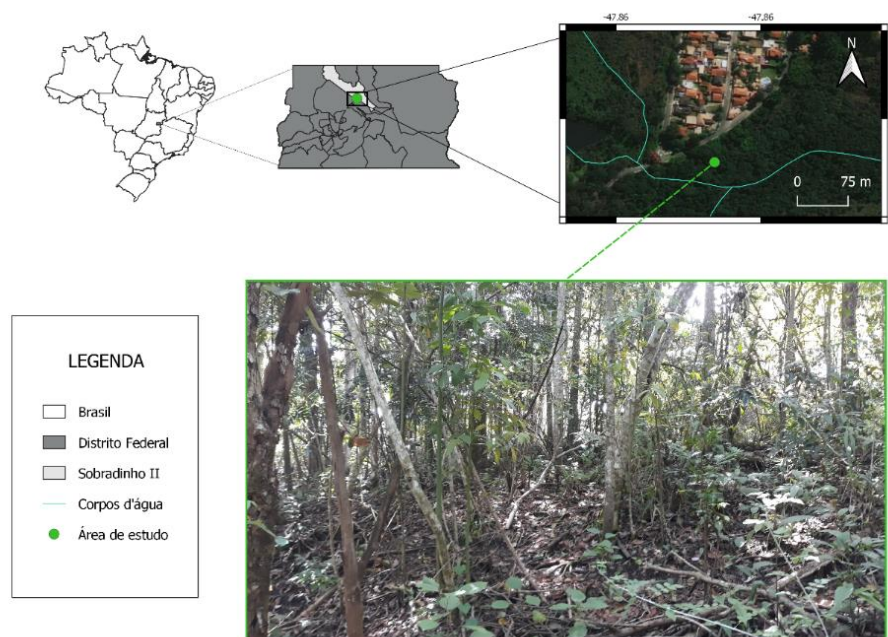 -47.86
-47.86
N
0
75 m
LEGENDA
Brasil
Distrito Federal
Sobradinho II
Corpos d'água
Área de estudo